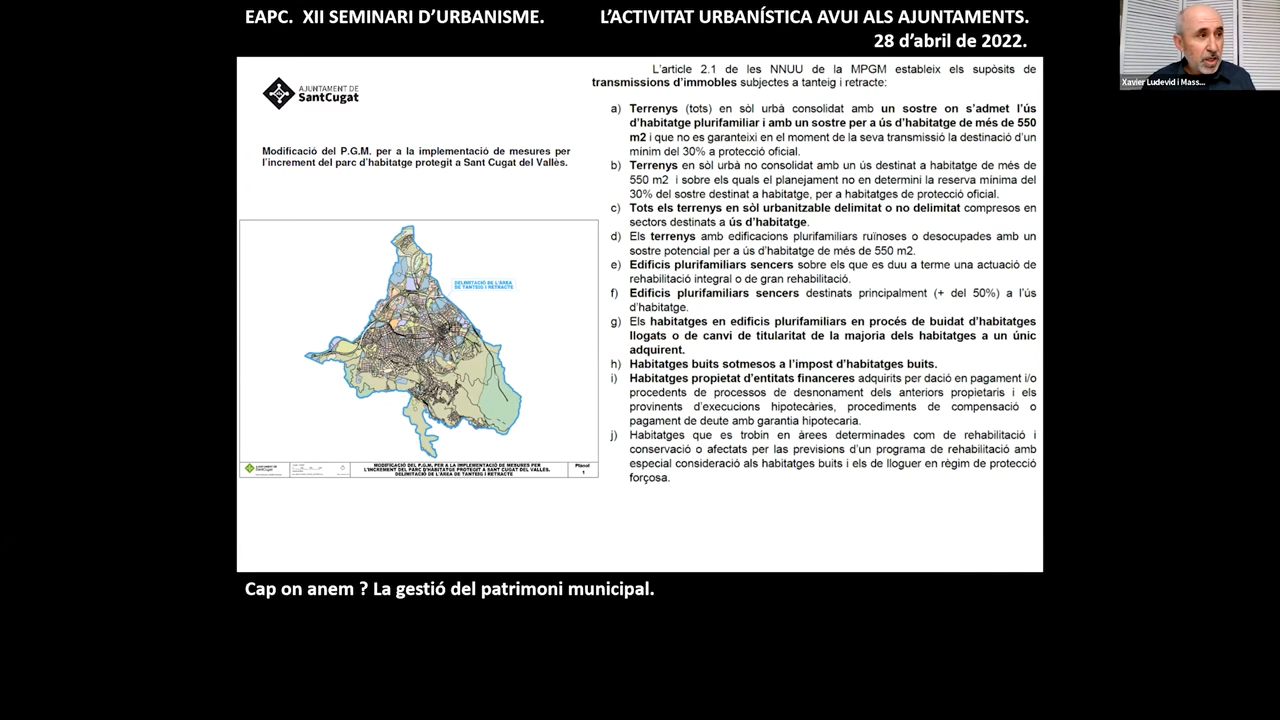 EAPC. XII SEMINARI D'URBANISME. L'ACTIVITAT URBANÍSTICA AVUI ALS AJUNTAMENTS.
28 d'abril de 2022.
Xavier Ludevid i Mass...
AJUNTAMENT DE
SantCugat
Modificació del P.G.M. per a la implementació de mesures per
l'increment del parc d'habitatge protegit a Sant Cugat del Vallès.
DELIMITACIÓ DE L'ÀREA
DE TANTEIG I RETRACTE
MODIFICACIÓ DEL P.G.M. PER A LA IMPLEMENTACIÓ DE MESURES PER
L'INCREMENT DEL PARC D'HABITATGE PROTEGIT A SANT CUGAT DEL VALLÈS.
DELIMITACIÓ DE L'ÀREA DE TANTEIG I RETRACTE
Plànol
1
L'article 2.1 de les NNUU de la MPGM estableix els supòsits de
transmissions d'immobles subjectes a tanteig i retracte:
a) Terrenys (tots) en sòl urbà consolidat amb un sostre on s'admet l'ús
d'habitatge plurifamiliar i amb un sostre per a ús d'habitatge de més de 550
m2 i que no es garanteixi en el moment de la seva transmissió la destinació d'un
mínim del 30% a protecció oficial.
b) Terrenys en sòl urbà no consolidat amb un ús destinat a habitatge de més de
550 m2 i sobre els quals el planejament no en determini la reserva mínima del
30% del sostre destinat a habitatge, per a habitatges de protecció oficial.
c) Tots els terrenys en sòl urbanitzable delimitat o no delimitat compresos en
sectors destinats a ús d'habitatge.
d) Els terrenys amb edificacions plurifamiliars ruïnoses o desocupades amb un
sostre potencial per a ús d'habitatge de més de 550 m2.
e) Edificis plurifamiliars sencers sobre els que es duu a terme una actuació de
rehabilitació integral o de gran rehabilitació.
f) Edificis plurifamiliars sencers destinats principalment (+ del 50%) a l'ús
d'habitatge.
g) Els habitatges en edificis plurifamiliars en procés de buidat d'habitatges
llogats o de canvi de titularitat de la majoria dels habitatges a un únic
adquirent.
h) Habitatges buits sotmesos a l'impost d'habitatges buits.
i) Habitatges propietat d'entitats financeres adquirits per dació en pagament i/o
procedents de processos de desnonament dels anteriors propietaris i els
provinents d'execucions hipotecàries, procediments de compensació o
pagament de deute amb garantia hipotecaria.
j) Habitatges que es trobin en àrees determinades com de rehabilitació i
conservació o afectats per les previsions d'un programa de rehabilitació amb
especial consideració als habitatges buits i els de lloguer en règim de protecció
forçosa.
Cap on anem ? La gestió del patrimoni municipal.